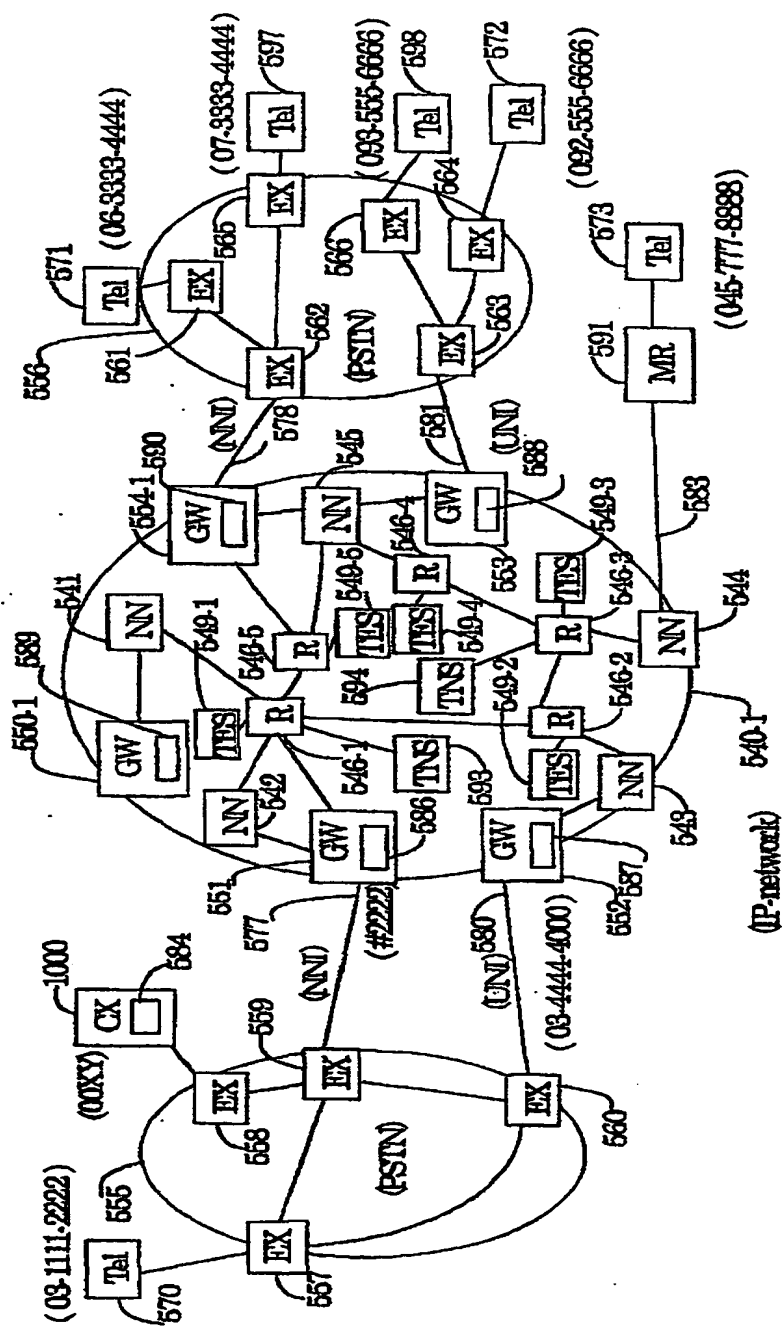 (03-1111-2222)
Tel
570
555
EX
557
(00XY)
1000
CX
584
EX
558
559
EX
(PSTN)
EX
560
(NNI)
577
(#2222)
(UNI)
580
(03-4444-4000)
550-1
589
541
GW
NN
549-1
TES
546-5
NN
542
R
546-1
551
GW
586
TNS
593
554-1
590
GW
545
NN
R
549-5
TES
546-4
R
TES
549-4
594
TNS
GW
588
553
549-2
TES
R
546-2
549-3
TES
R
546-3
GW
587
552
NN
543
NN
544
540-1
(IP-network)
(NNI)
578
581
(UNI)
583
556
571
Tel
(06-3333-4444)
561
EX
565
EX
(07-3333-4444)
Tel
597
EX
562
(PSTN)
566
EX
(093-555-6666)
Tel
598
EX
563
564
EX
Tel
572
(092-555-6666)
591
MR
573
Tel
(045-777-8888)